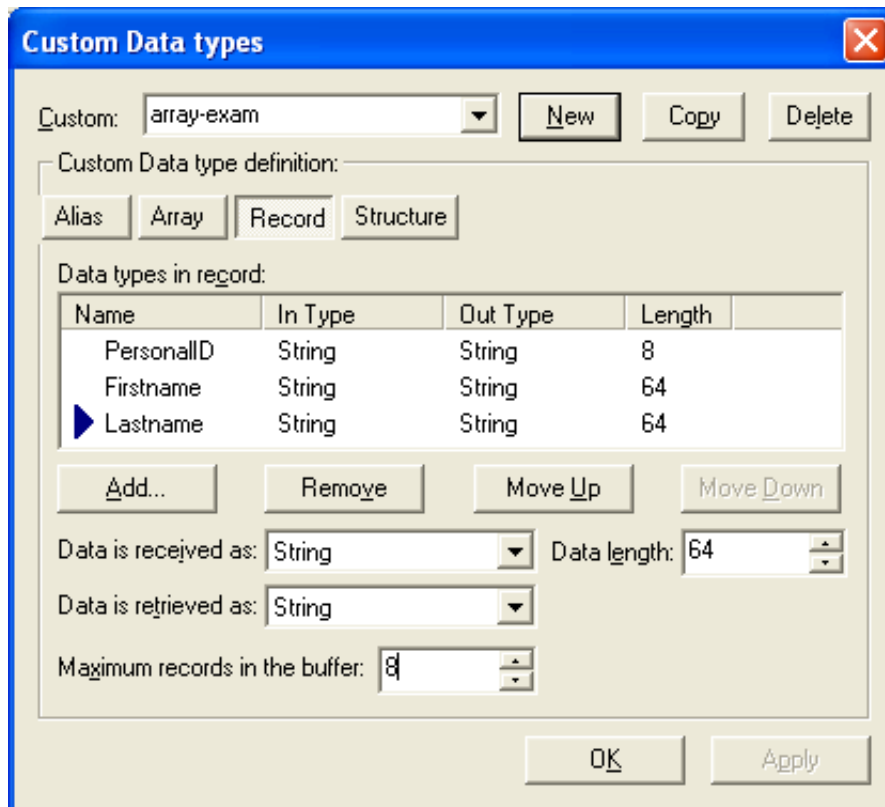 Custom Data types
Custom: array-exam New Copy Delete
Custom Data type definition:
Alias Array Record Structure
Data types in record:
Name In Type Out Type Length
PersonalID String String 8
Firstname String String 64
Lastname String String 64
Add... Remove Move Up Move Down
Data is received as: String Data length: 64
Data is retrieved as: String
Maximum records in the buffer: 8
OK Apply